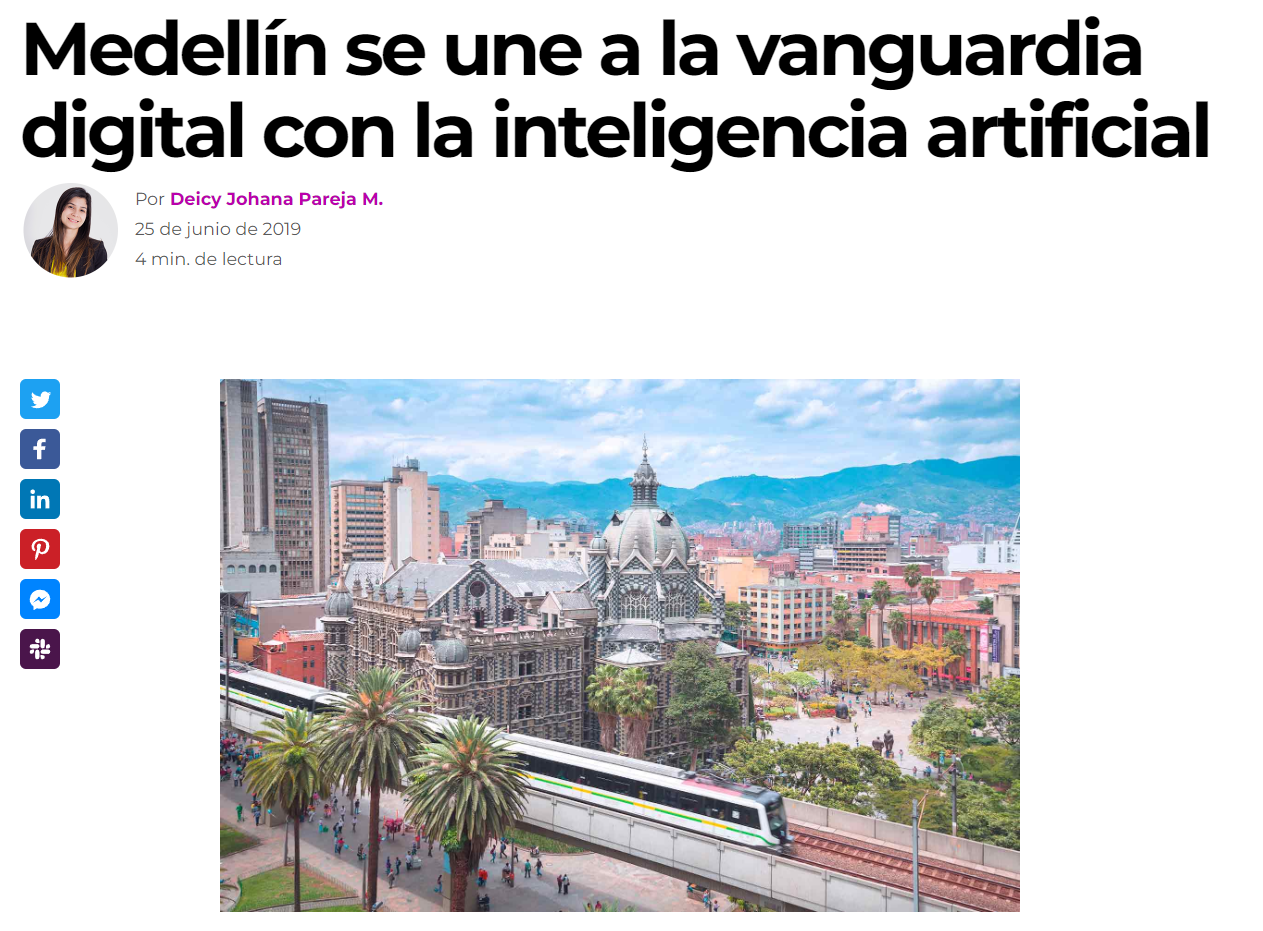 Medellín se une a la vanguardia
digital con la inteligencia artificial
Por Deicy Johana Pareja M.
25 de junio de 2019
4 min. de lectura